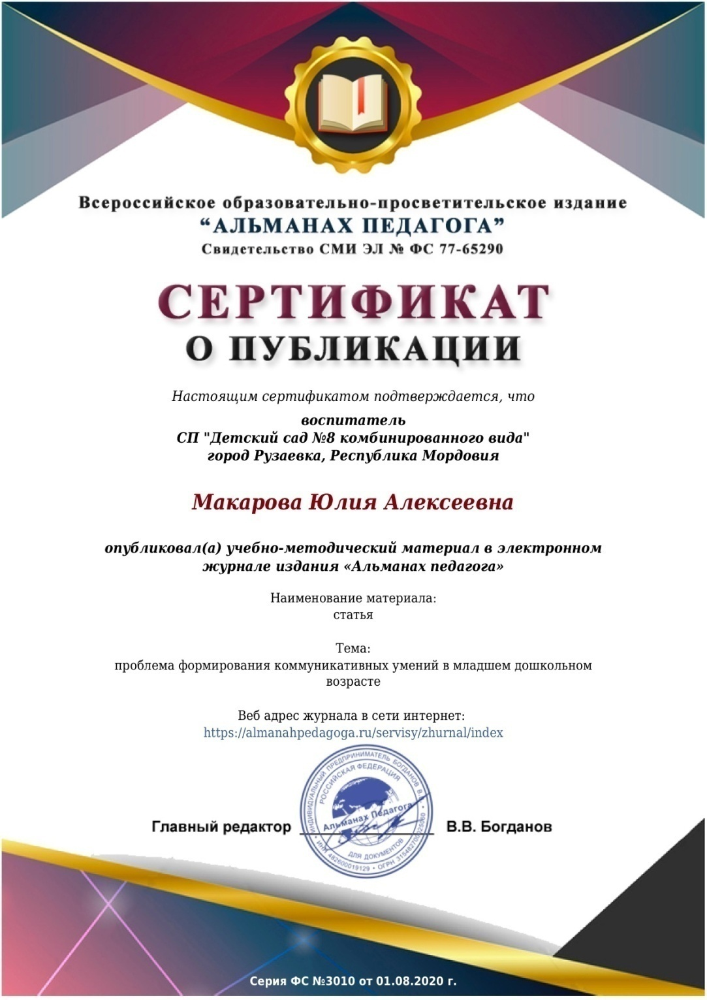 Всероссийское образовательно-просветительское издание
“АЛЬМАНАХ ПЕДАГОГА”
Свидетельство СМИ ЭЛ № ФС 77-65290
СЕРТИФИКАТ
О ПУБЛИКАЦИИ
Настоящим сертификатом подтверждается, что
воспитатель
СП "Детский сад №8 комбинированного вида"
город Рузаевка, Республика Мордовия
Макарова Юлия Алексеевна
опубликовал(а) учебно-методический материал в электронном
журнале издания «Альманах педагога»
Наименование материала:
статья
Тема:
проблема формирования коммуникативных умений в младшем дошкольном
возрасте
Веб адрес журнала в сети интернет:
https://almanahpedagoga.ru/servisy/zhurnal/index
ИНДИВИДУАЛЬНЫЙ ПРЕДПРИНИМАТЕЛЬ БОГДАНОВ
РОССИЙСКАЯ ФЕДЕРАЦИЯ
Альманах Педагога
ДЛЯ ДОКУМЕНТОВ
ИНН 482600019129 • ОГРН
Главный редактор
В.В. Богданов
Серия ФС №3010 от 01.08.2020 г.